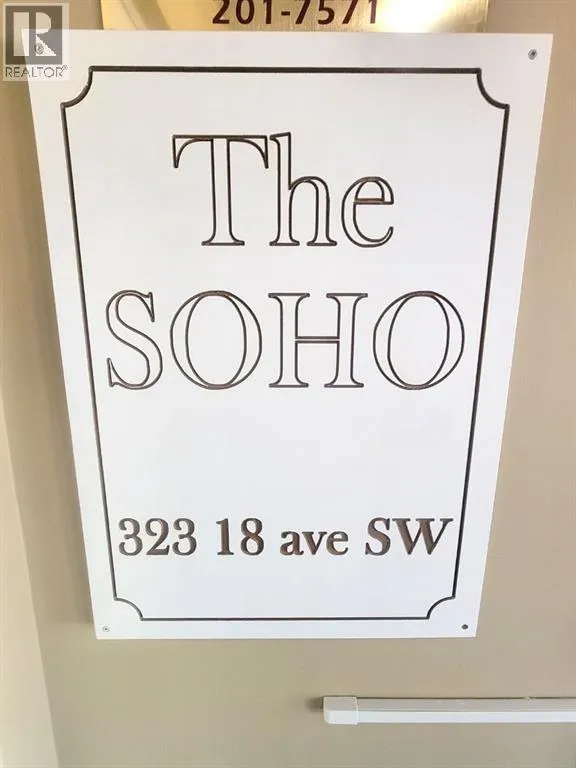 201-7571
R
REALTOR®
The
SOHO
323 18 ave SW